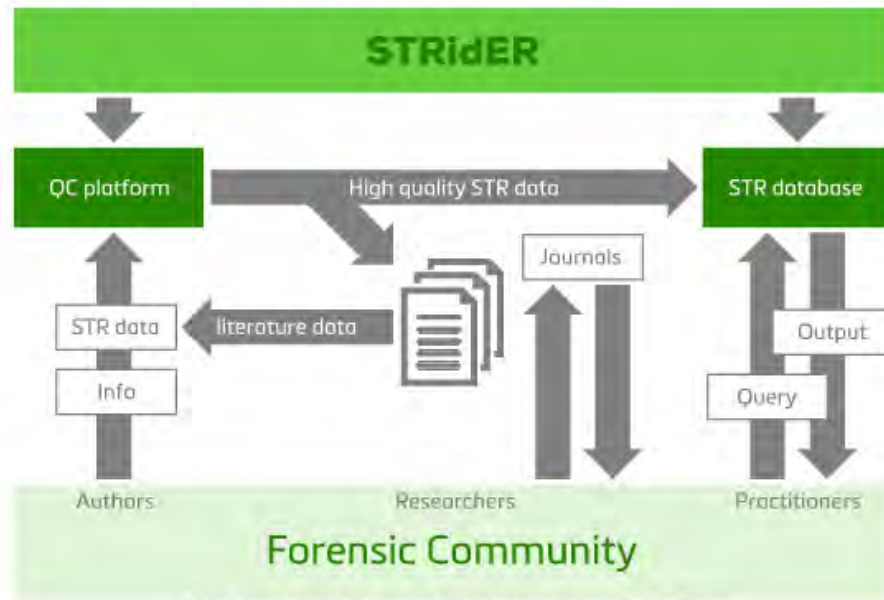 STRidER
QC platform
High quality STR data
STR database
Journals
STR data
literature data
Output
Info
Query
Authors
Researchers
Practitioners
Forensic Community